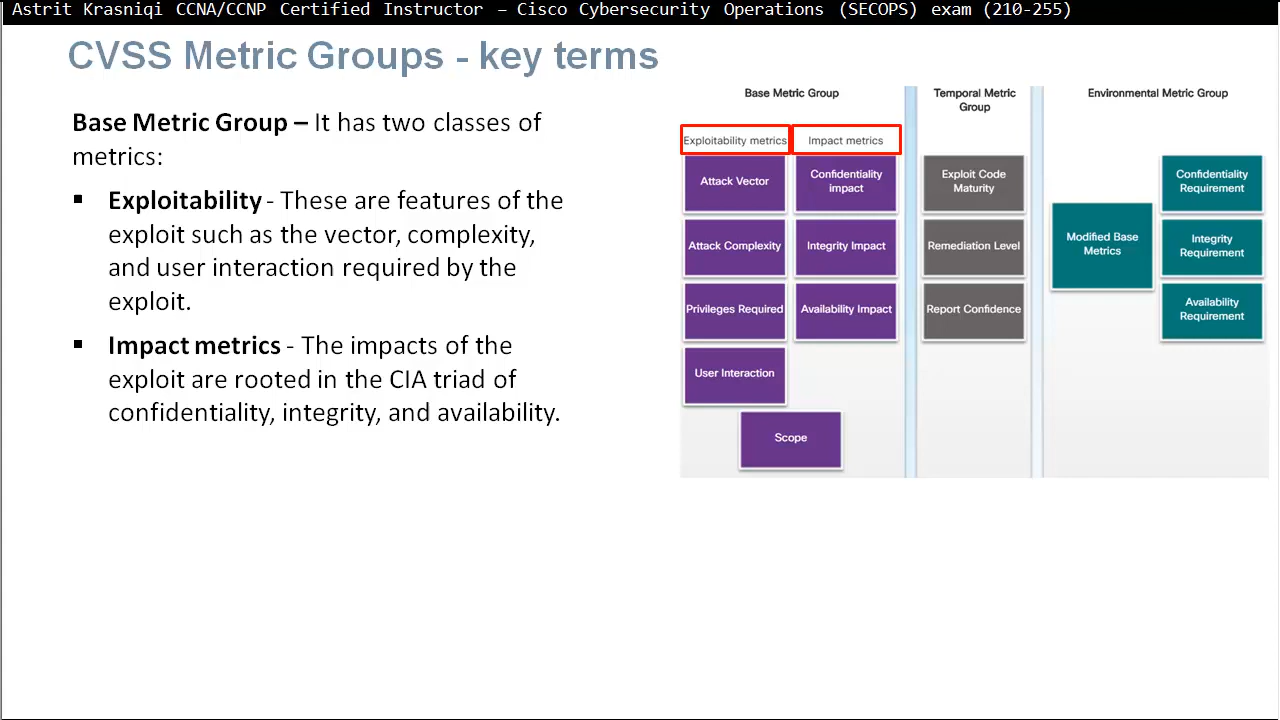 Astrit Krasniqi CCNA/CCNP Certified Instructor – Cisco Cybersecurity Operations (SECOPS) exam (210-255)
CVSS Metric Groups - key terms
Base Metric Group – It has two classes of
metrics:
▪ Exploitability - These are features of the
exploit such as the vector, complexity,
and user interaction required by the
exploit.
▪ Impact metrics - The impacts of the
exploit are rooted in the CIA triad of
confidentiality, integrity, and availability.
Base Metric Group
Exploitability metrics
Impact metrics
Attack Vector
Confidentiality
impact
Attack Complexity
Integrity Impact
Privileges Required
Availability Impact
User Interaction
Scope
Temporal Metric
Group
Exploit Code
Maturity
Remediation Level
Report Confidence
Environmental Metric Group
Modified Base
Metrics
Confidentiality
Requirement
Integrity
Requirement
Availability
Requirement